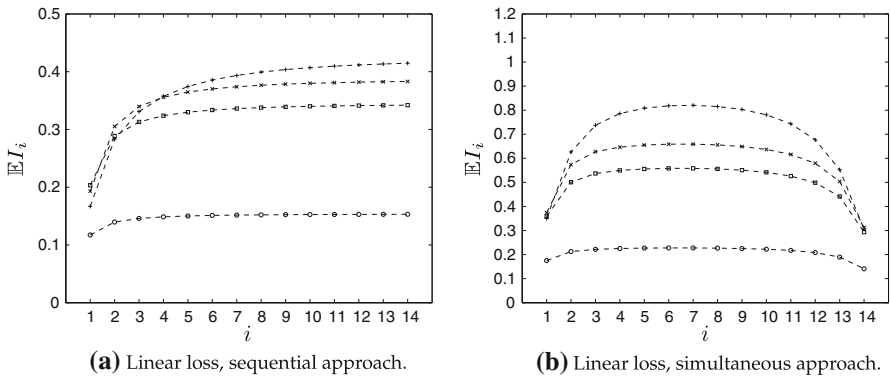 0.5
0.4
0.3
0.2
0.1
0
𝔼I_i
1 2 3 4 5 6 7 8 9 10 11 12 13 14
i
(a) Linear loss, sequential approach.
1.2
1.1
1
0.9
0.8
0.7
0.6
0.5
0.4
0.3
0.2
0.1
0
𝔼I_i
1 2 3 4 5 6 7 8 9 10 11 12 13 14
i
(b) Linear loss, simultaneous approach.